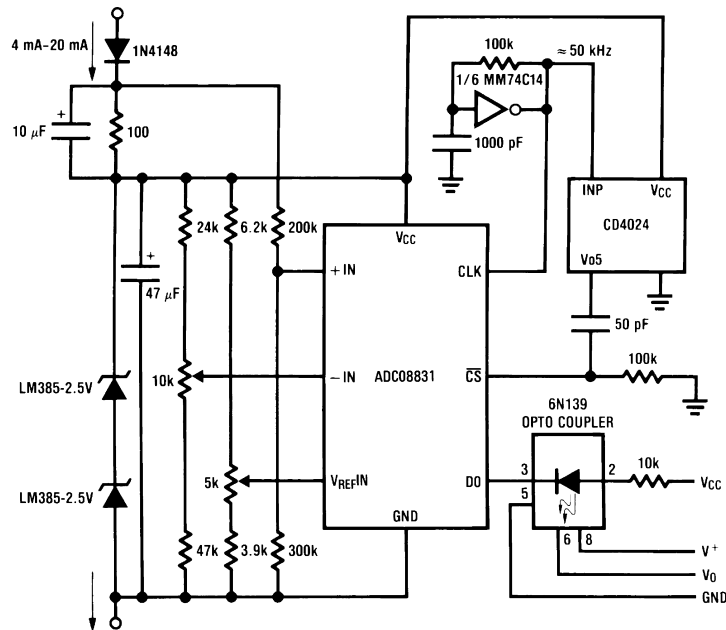 4 mA–20 mA
1N4148
+
10 μF
100
24k
6.2k
200k
+
47 μF
10k
5k
47k
3.9k
300k
LM385-2.5V
LM385-2.5V
100k
≈ 50 kHz
1/6 MM74C14
1000 pF
INP
VCC
CD4024
V05
50 pF
100k
VCC
+IN
CLK
−IN
ADC08831
CS
VREFIN
DO
GND
6N139
OPTO COUPLER
3
2
10k
VCC
5
6
8
V+
VO
GND